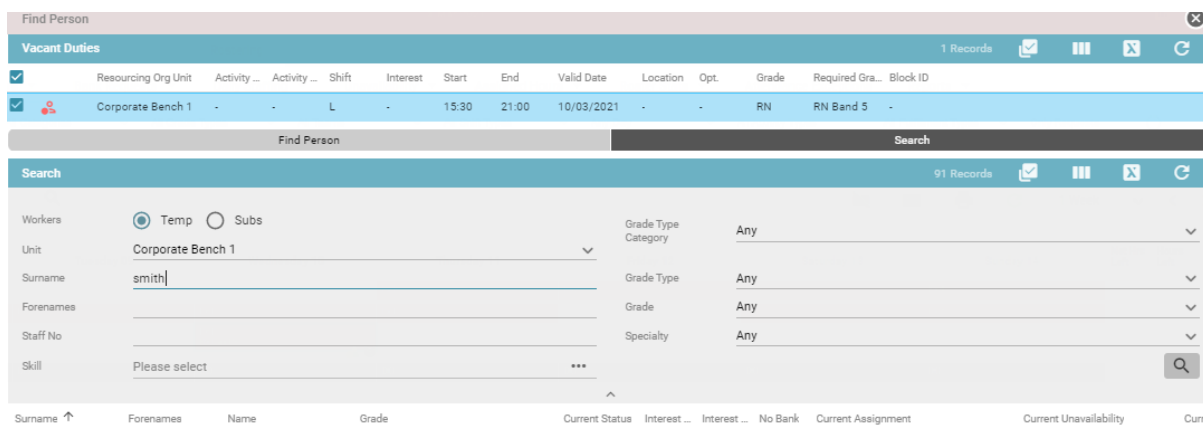 Find Person
Vacant Duties 1 Records
Resourcing Org Unit Activity ... Activity ... Shift Interest Start End Valid Date Location Opt. Grade Required Gra... Block ID
Corporate Bench 1 - - L - 15:30 21:00 10/03/2021 - - RN RN Band 5 -
Find Person Search
Search 91 Records
Workers Temp Subs
Grade Type Category Any
Unit Corporate Bench 1
Surname smith Grade Type Any
Forenames Grade Any
Staff No Specialty Any
Skill Please select ...
Surname Forenames Name Grade Current Status Interest ... Interest ... No Bank Current Assignment Current Unavailability Curr